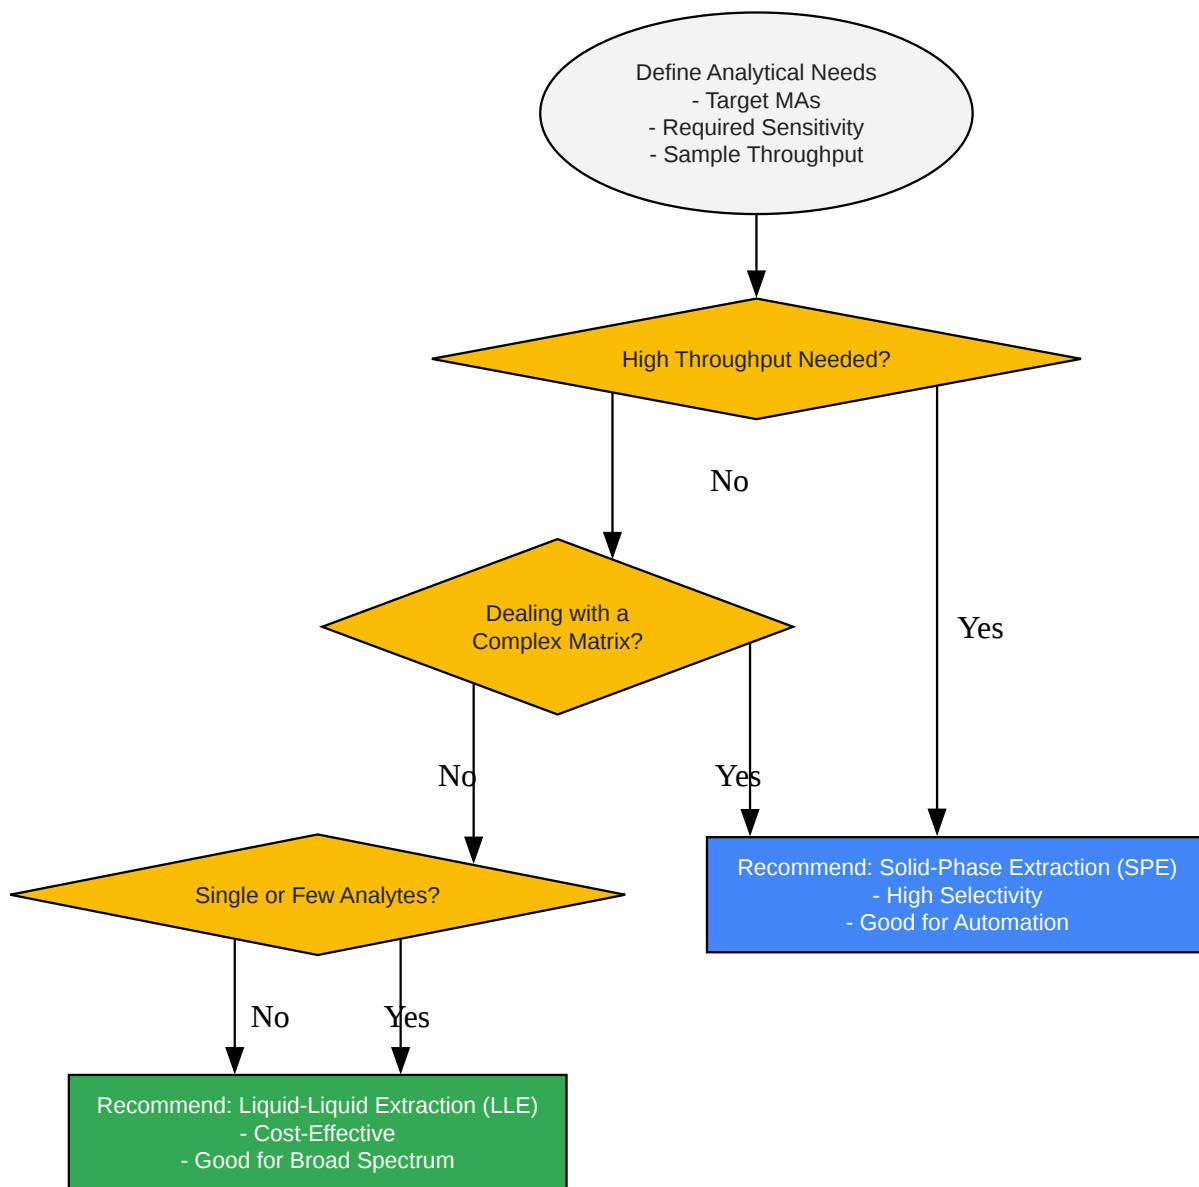 Define Analytical Needs
- Target MAs
- Required Sensitivity
- Sample Throughput
High Throughput Needed?
No
Yes
Dealing with a
Complex Matrix?
No
Yes
Recommend: Solid-Phase Extraction (SPE)
- High Selectivity
- Good for Automation
Single or Few Analytes?
No
Yes
Recommend: Liquid-Liquid Extraction (LLE)
- Cost-Effective
- Good for Broad Spectrum